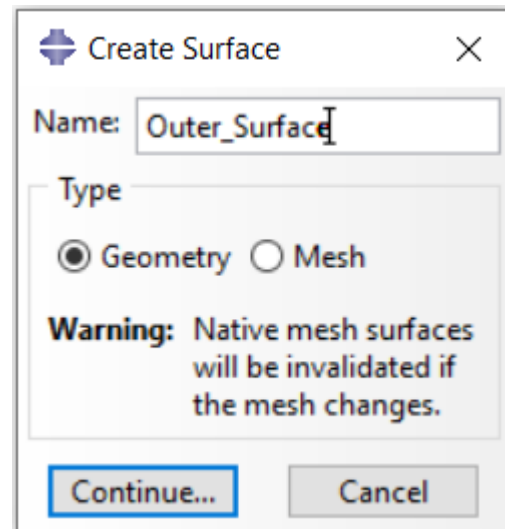 Create Surface
Name: Outer_Surface
Type
Geometry Mesh
Warning: Native mesh surfaces
will be invalidated if
the mesh changes.
Continue... Cancel